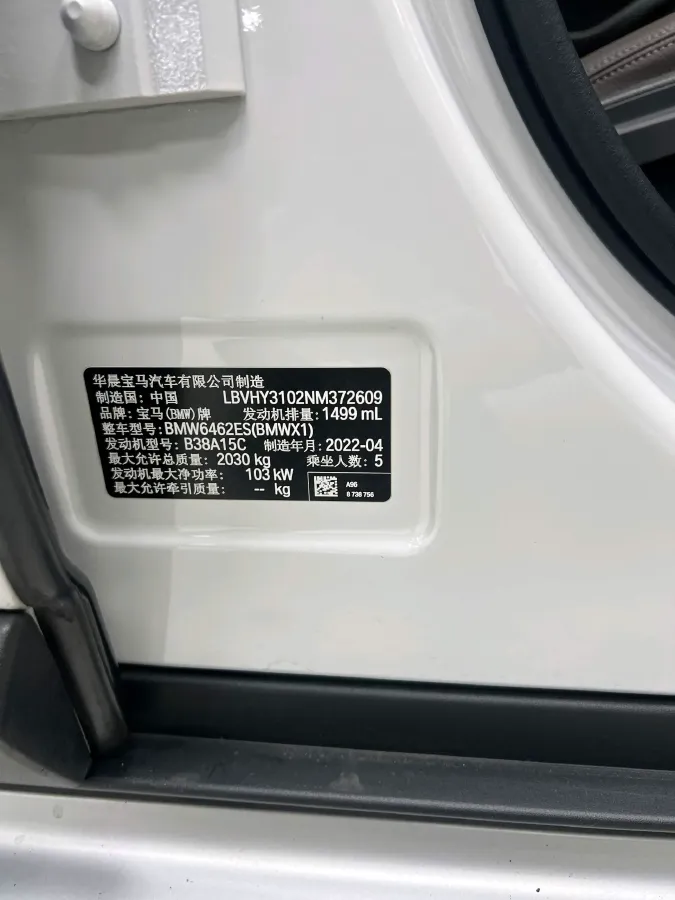 华晨宝马汽车有限公司制造
制造国：中国 LBVHY3102NM372609
品牌：宝马(BMW)牌 发动机排量：1499 mL
整车型号：BMW6462ES(BMWX1)
发动机型号：B38A15C 制造年月：2022-04
最大允许总质量：2030 kg 乘坐人数：5
发动机最大净功率：103 kW
最大允许牵引质量：-- kg
A96
8 738 756